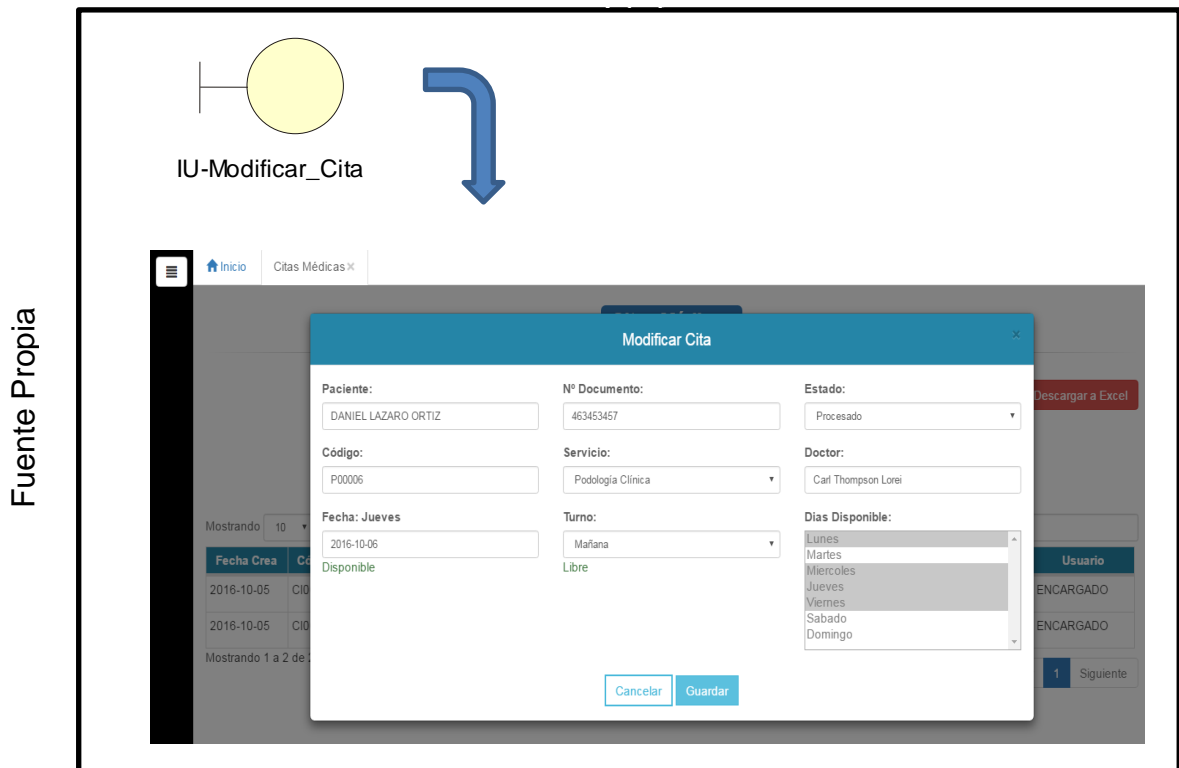 IU-Modificar_Cita
Fuente Propia
Inicio Citas Médicas ×
Modificar Cita ×
Descargar a Excel
Paciente: Nº Documento: Estado:
DANIEL LAZARO ORTIZ 463453457 Procesado
Código: Servicio: Doctor:
P00006 Podología Clínica Carl Thompson Lorei
Fecha: Jueves Turno: Dias Disponible:
2016-10-06 Mañana
Disponible Libre
Lunes
Martes
Miercoles
Jueves
Viernes
Sabado
Domingo
Mostrando 10
Fecha Crea Usuario
2016-10-05 CI0 ENCARGADO
2016-10-05 CI0 ENCARGADO
Mostrando 1 a 2 de
1 Siguiente
Cancelar Guardar